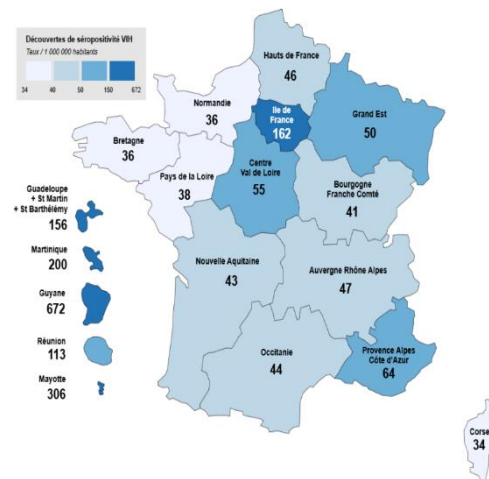 Découvertes de séropositivité VIH
Taux / 1 000 000 habitants
34 40 50 150 672
Hauts de France
46
Normandie
36
Ile de
France
162
Grand Est
50
Bretagne
36
Pays de la Loire
38
Centre
Val de Loire
55
Bourgogne
Franche Comté
41
Guadeloupe
+ St Martin
+ St Barthélémy
156
Martinique
200
Guyane
672
Réunion
113
Mayotte
306
Nouvelle Aquitaine
43
Auvergne Rhône Alpes
47
Occitanie
44
Provence Alpes
Côte d'Azur
64
Corse
34